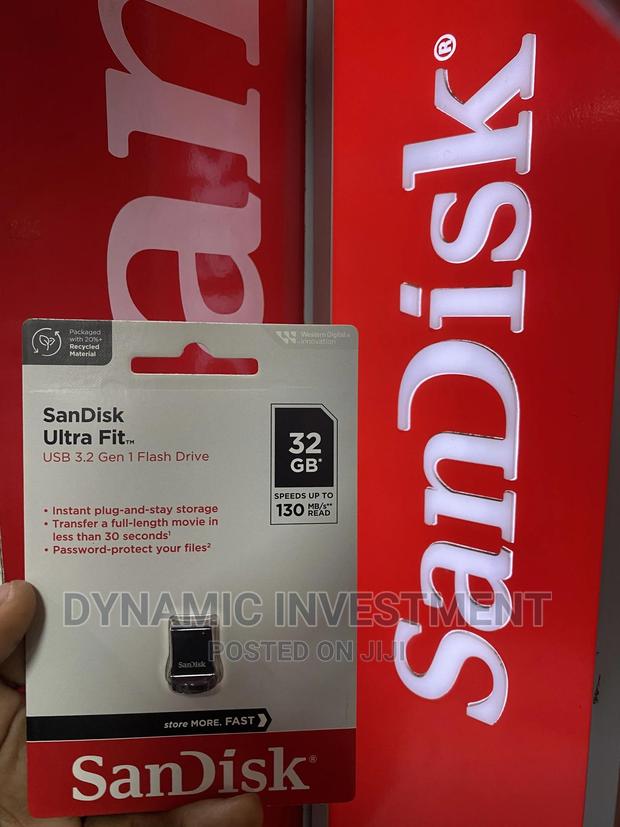 an
SanDisk®
Packaged
with 20%+
Recycled
Material
Western Digital®
Innovation
SanDisk
Ultra Fit™
USB 3.2 Gen 1 Flash Drive
32
GB*
SPEEDS UP TO
130 MB/s**
READ
• Instant plug-and-stay storage
• Transfer a full-length movie in
less than 30 seconds¹
• Password-protect your files²
DYNAMIC INVESTMENT
POSTED ON JIJI
SanDisk
store MORE. FAST
SanDisk®